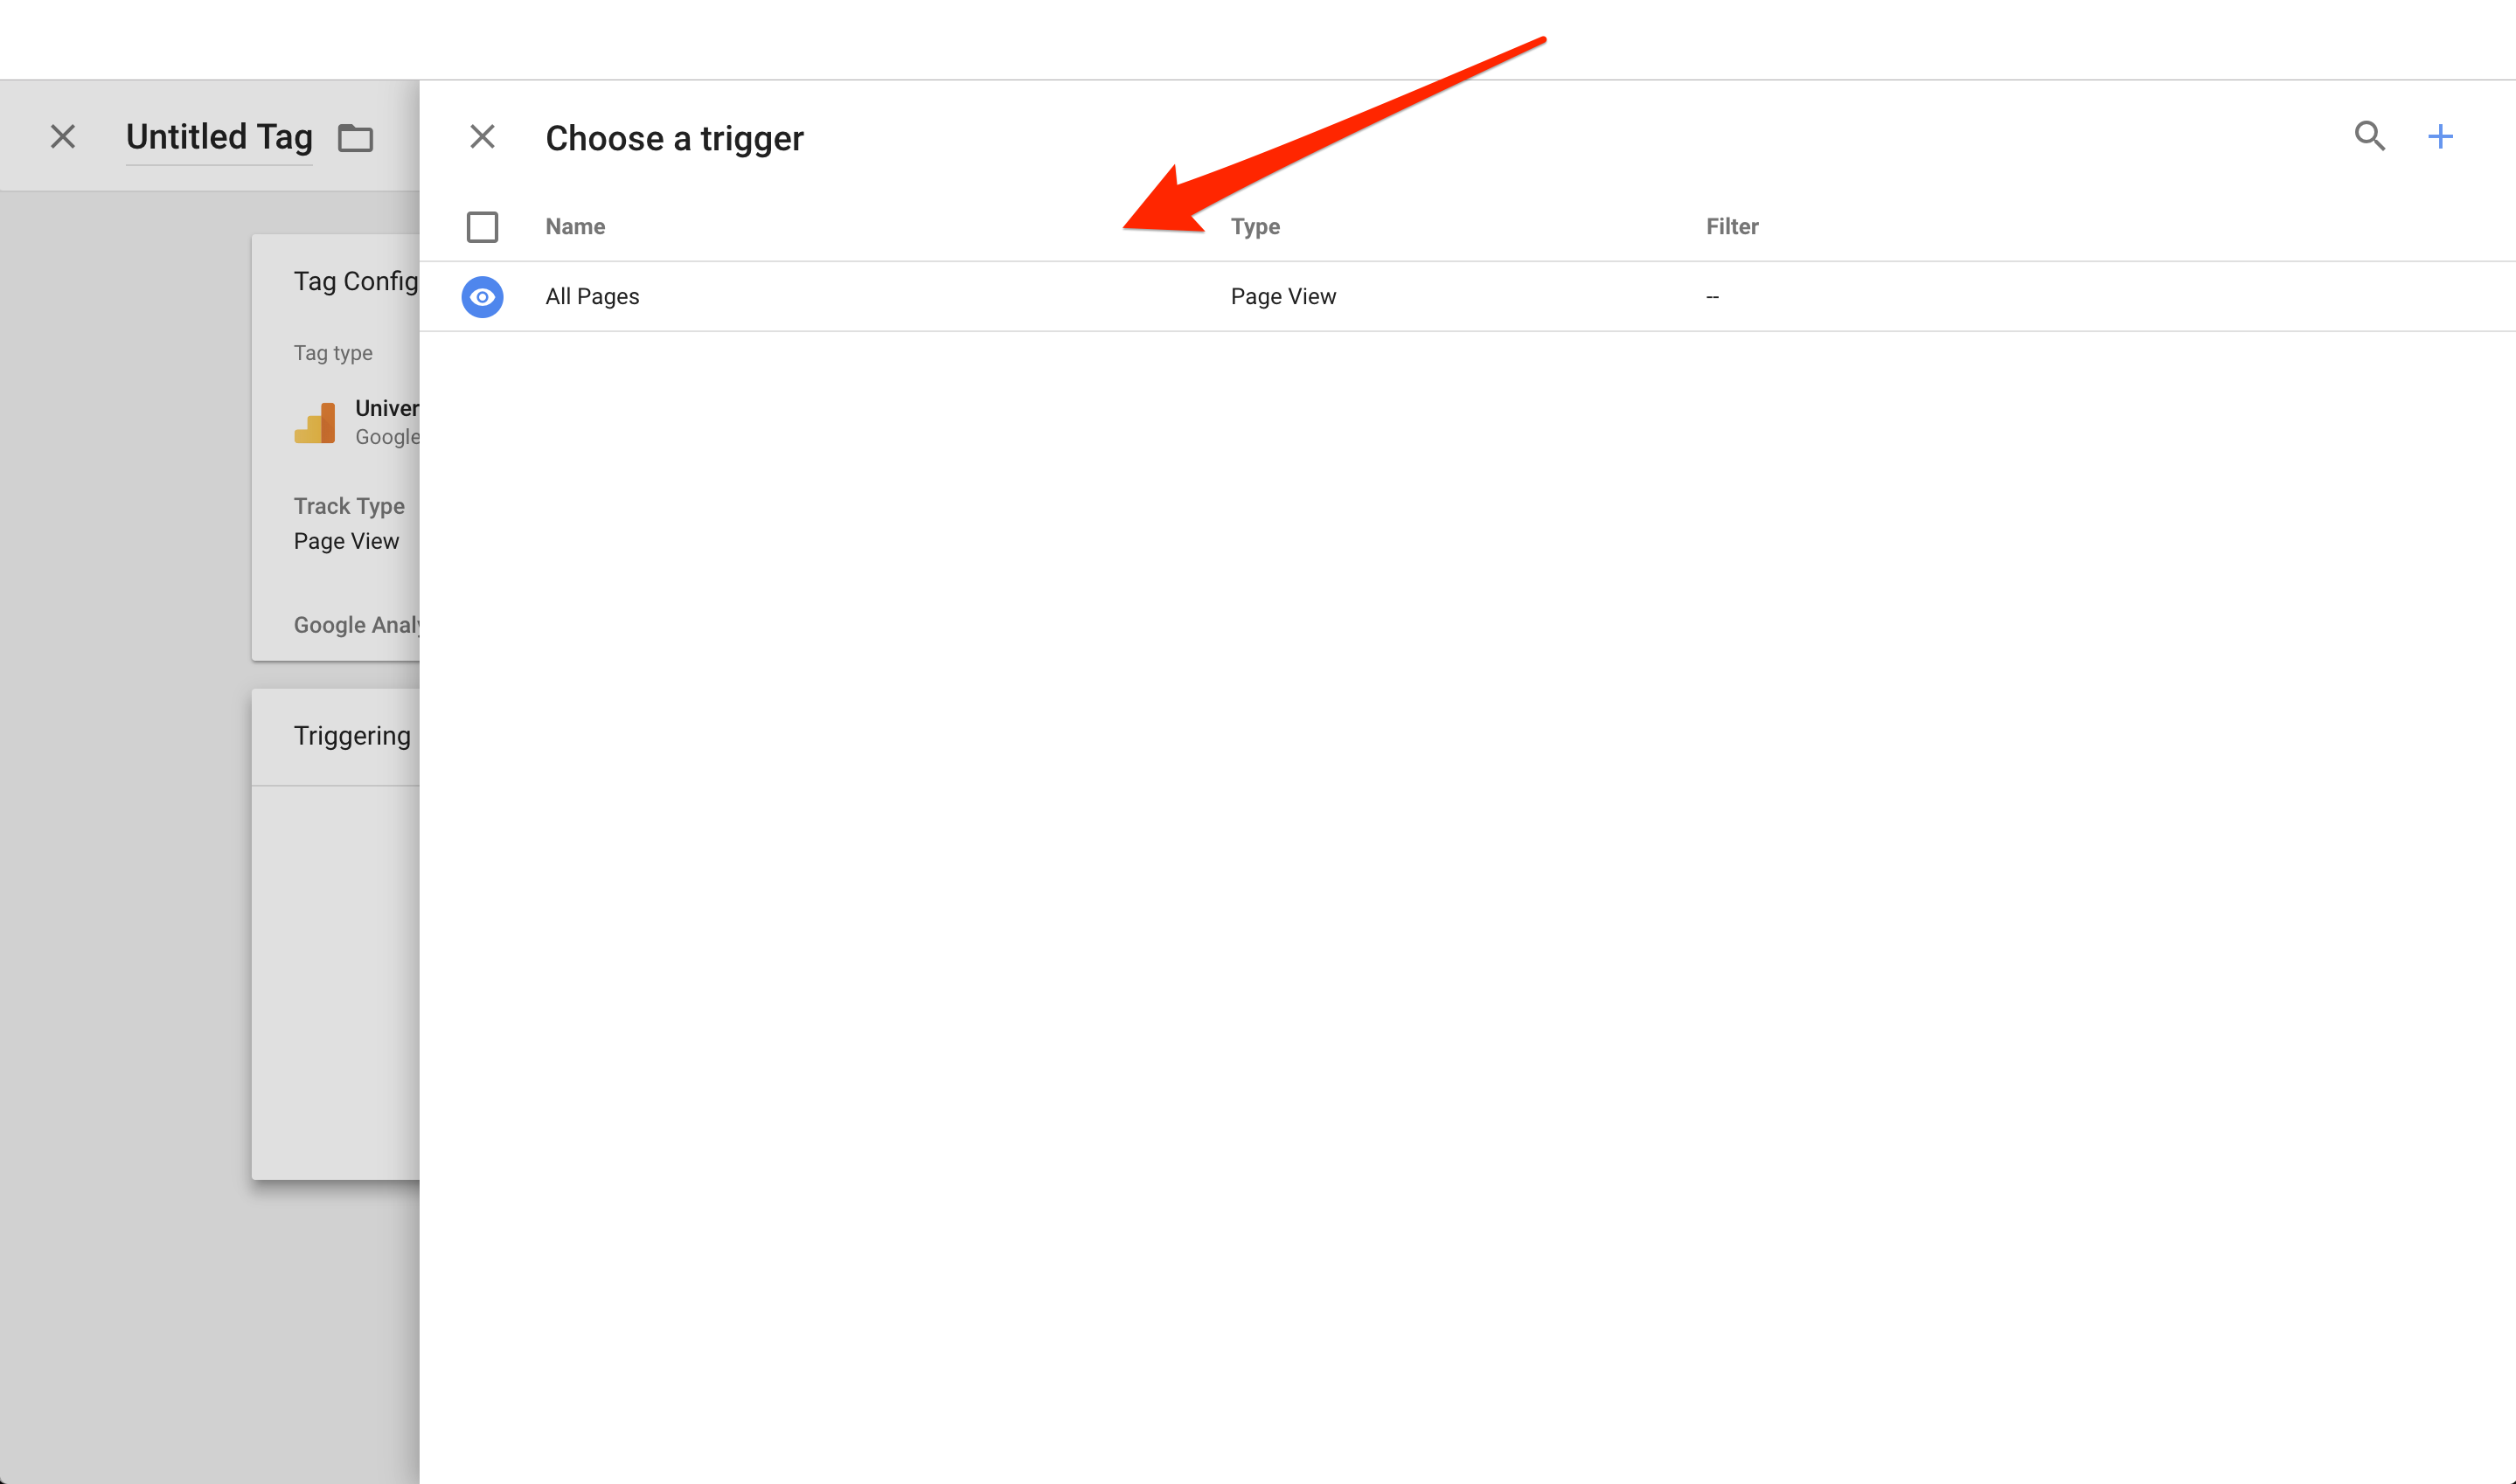 Untitled Tag
Choose a trigger
Name Type Filter
All Pages Page View --
Tag Config
Tag type
Univer
Google
Track Type
Page View
Google Analy
Triggering